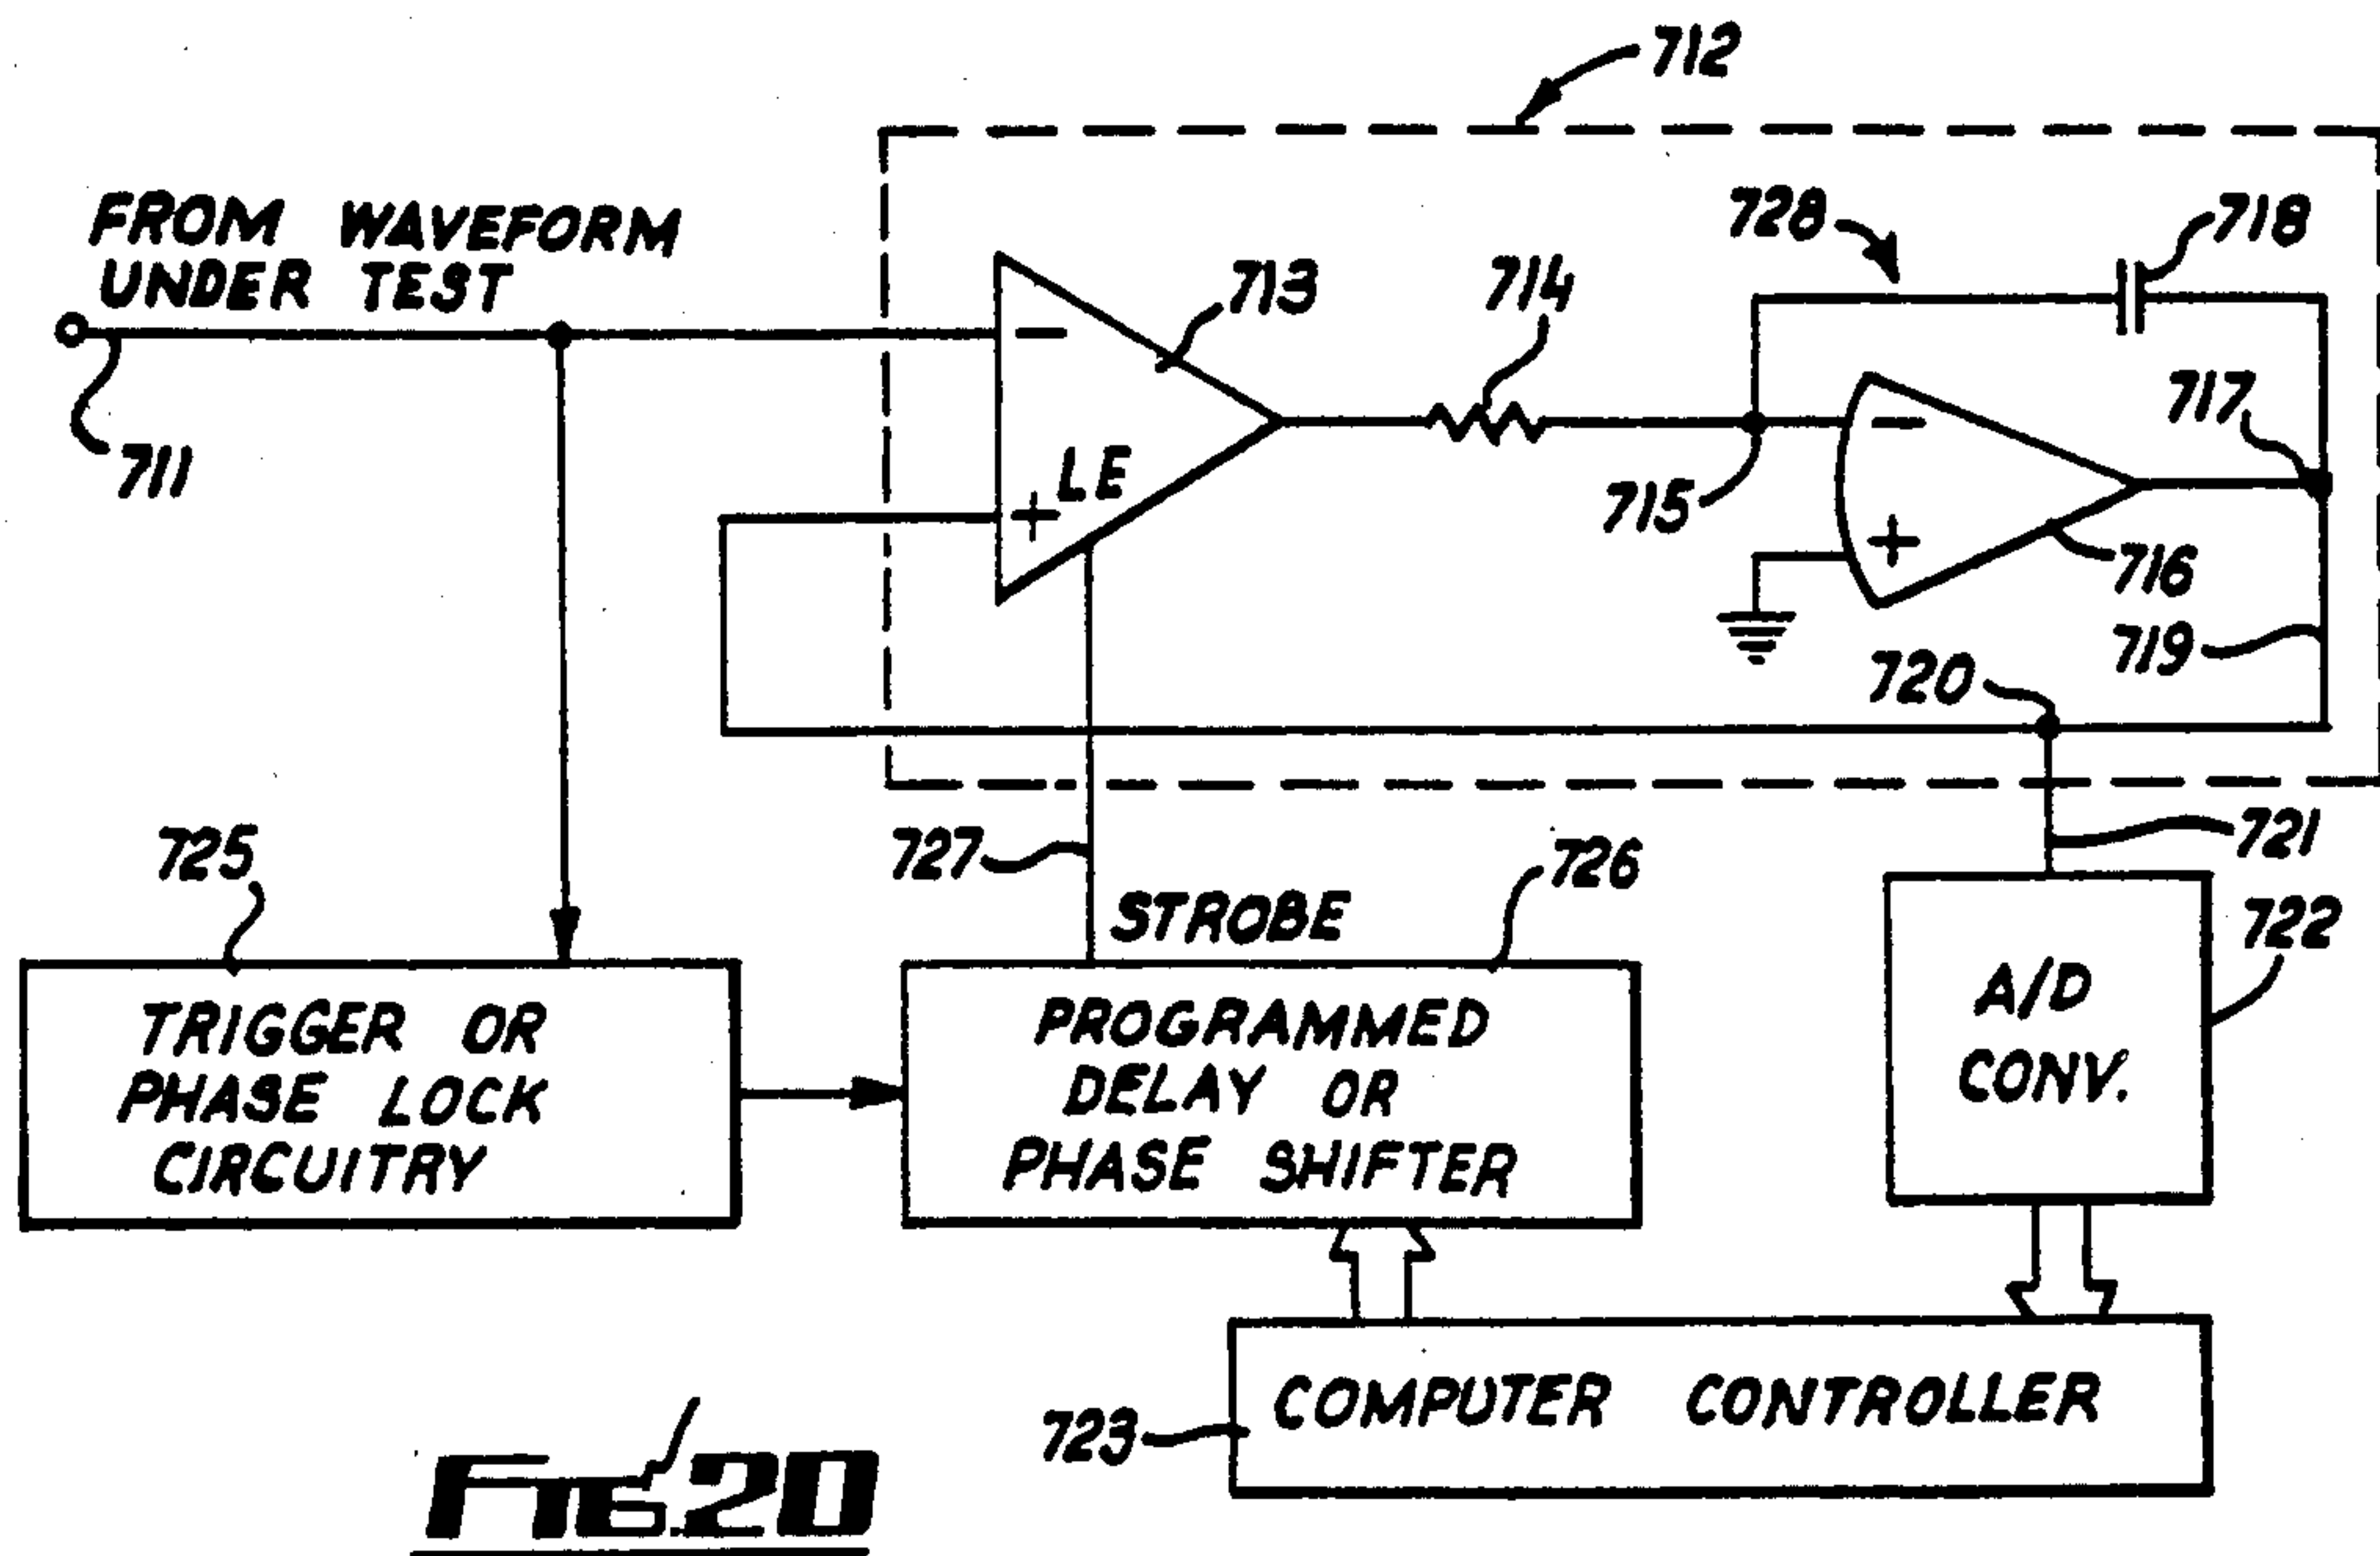 712
FROM WAVEFORM
UNDER TEST
711
713
714
728
718
717
−
LE
+
715
−
+
716
719
720
721
725
727
STROBE
726
722
TRIGGER OR
PHASE LOCK
CIRCUITRY
PROGRAMMED
DELAY OR
PHASE SHIFTER
A/D
CONV.
723
COMPUTER CONTROLLER
FIG. 20